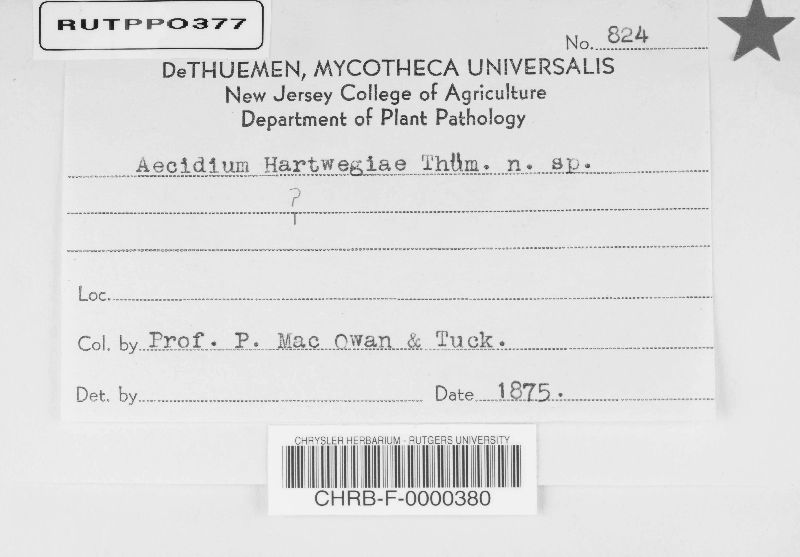 RUTPPO377
No. 824
DeTHUEMEN, MYCOTHECA UNIVERSALIS
New Jersey College of Agriculture
Department of Plant Pathology
Aecidium Hartwegiae Thüm. n. sp.
?
Loc.
Col. by Prof. P. Mac Owan & Tuck.
Det. by Date 1875.
CHRYSLER HERBARIUM - RUTGERS UNIVERSITY
CHRB-F-0000380